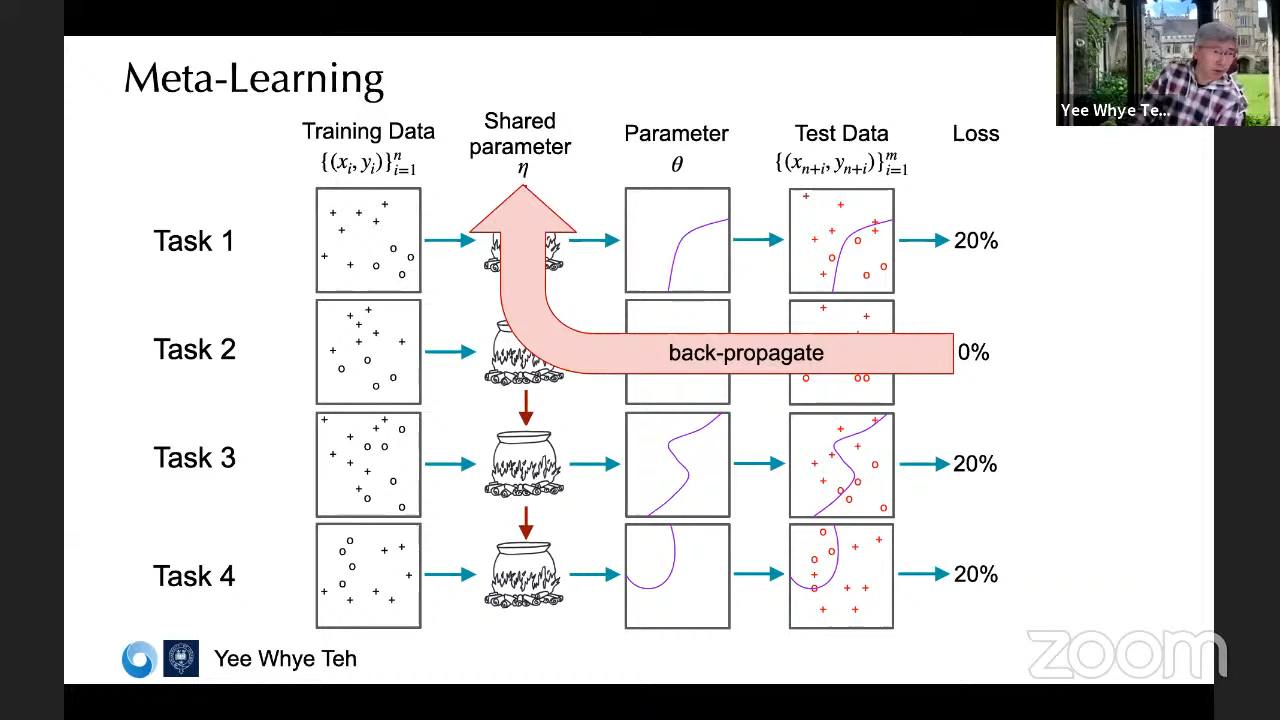 Meta-Learning
Yee Whye Te...
Training Data
{(xᵢ, yᵢ)}ⁿᵢ₌₁
Shared
parameter
η
Parameter
θ
Test Data
{(xₙ₊ᵢ, yₙ₊ᵢ)}ᵐᵢ₌₁
Loss
Task 1
20%
Task 2
back-propagate
0%
Task 3
20%
Task 4
20%
Yee Whye Teh
zoom